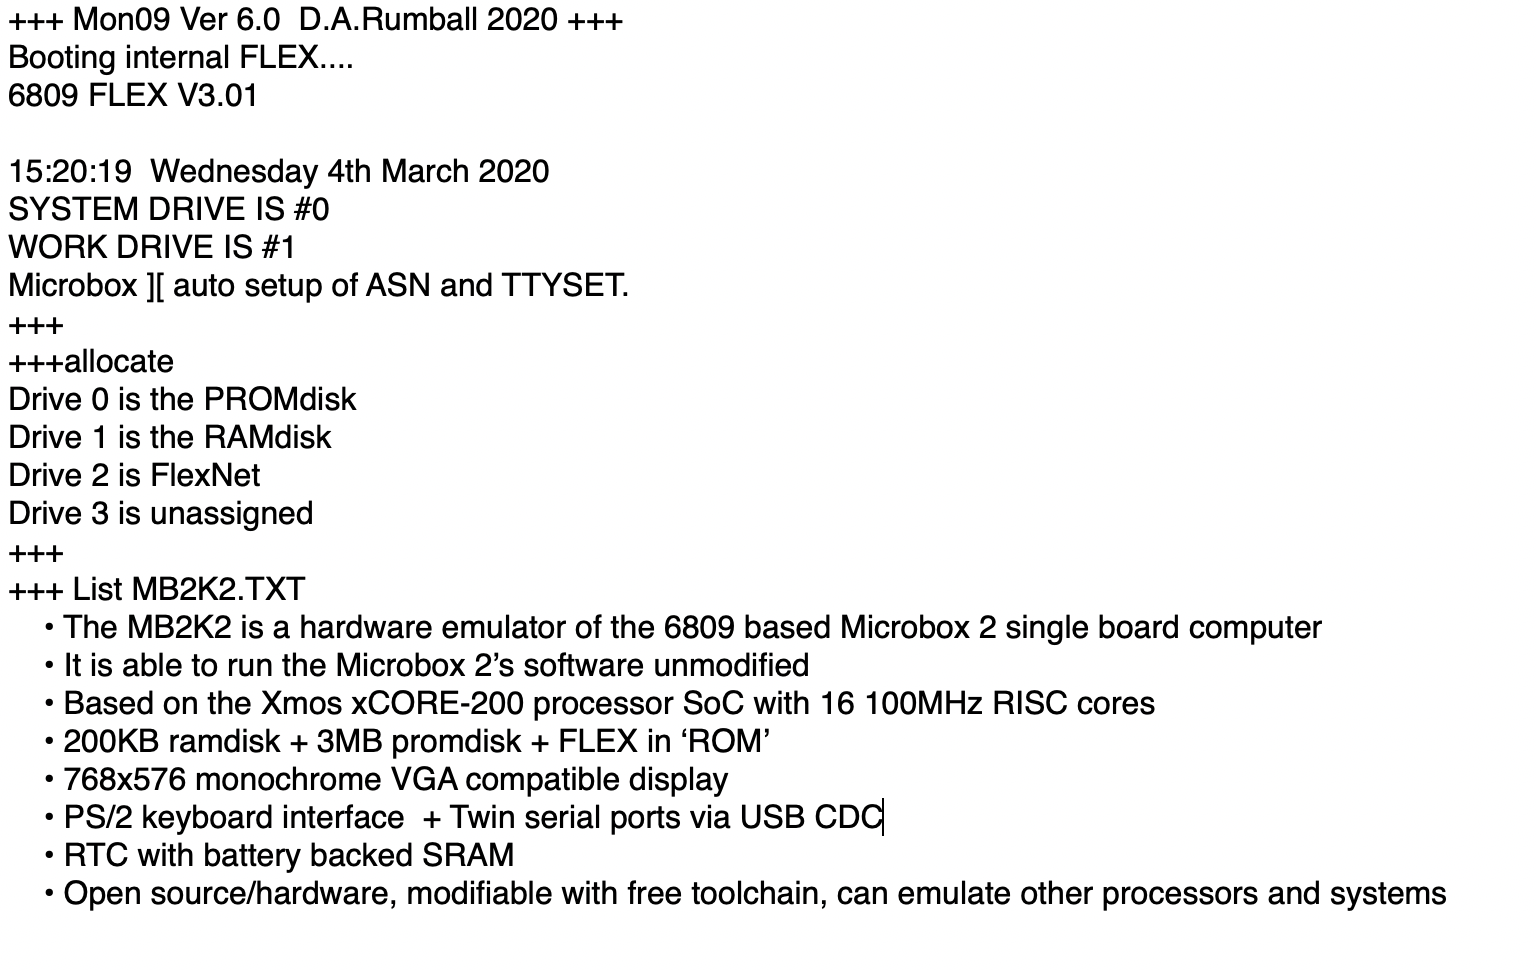 +++ Mon09 Ver 6.0  D.A.Rumball 2020 +++
Booting internal FLEX....
6809 FLEX V3.01
15:20:19  Wednesday 4th March 2020
SYSTEM DRIVE IS #0
WORK DRIVE IS #1
Microbox ][ auto setup of ASN and TTYSET.
+++
+++allocate
Drive 0 is the PROMdisk
Drive 1 is the RAMdisk
Drive 2 is FlexNet
Drive 3 is unassigned
+++
+++ List MB2K2.TXT
• The MB2K2 is a hardware emulator of the 6809 based Microbox 2 single board computer
• It is able to run the Microbox 2’s software unmodified
• Based on the Xmos xCORE-200 processor SoC with 16 100MHz RISC cores
• 200KB ramdisk + 3MB promdisk + FLEX in ‘ROM’
• 768x576 monochrome VGA compatible display
• PS/2 keyboard interface  + Twin serial ports via USB CDC
• RTC with battery backed SRAM
• Open source/hardware, modifiable with free toolchain, can emulate other processors and systems